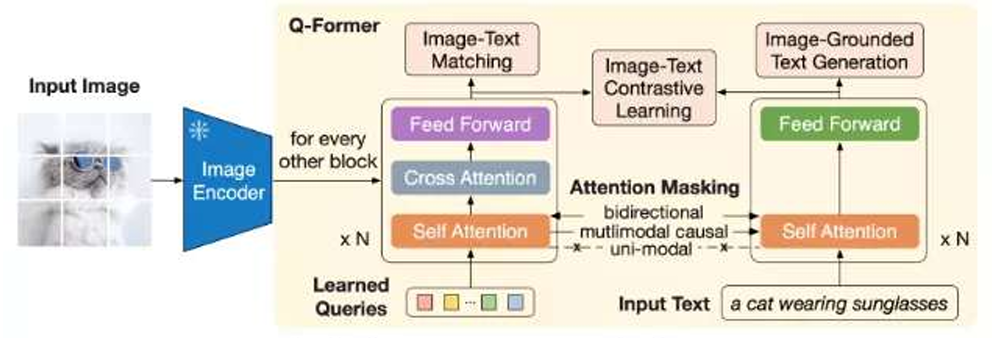 Q-Former
Image-Text
Matching
Image-Text
Contrastive
Learning
Image-Grounded
Text Generation
Input Image
Image
Encoder
for every
other block
Feed Forward
Cross Attention
Self Attention
x N
Attention Masking
bidirectional
mutlimodal causal
x uni-modal x
Feed Forward
Self Attention
x N
Learned
Queries
...
Input Text
a cat wearing sunglasses